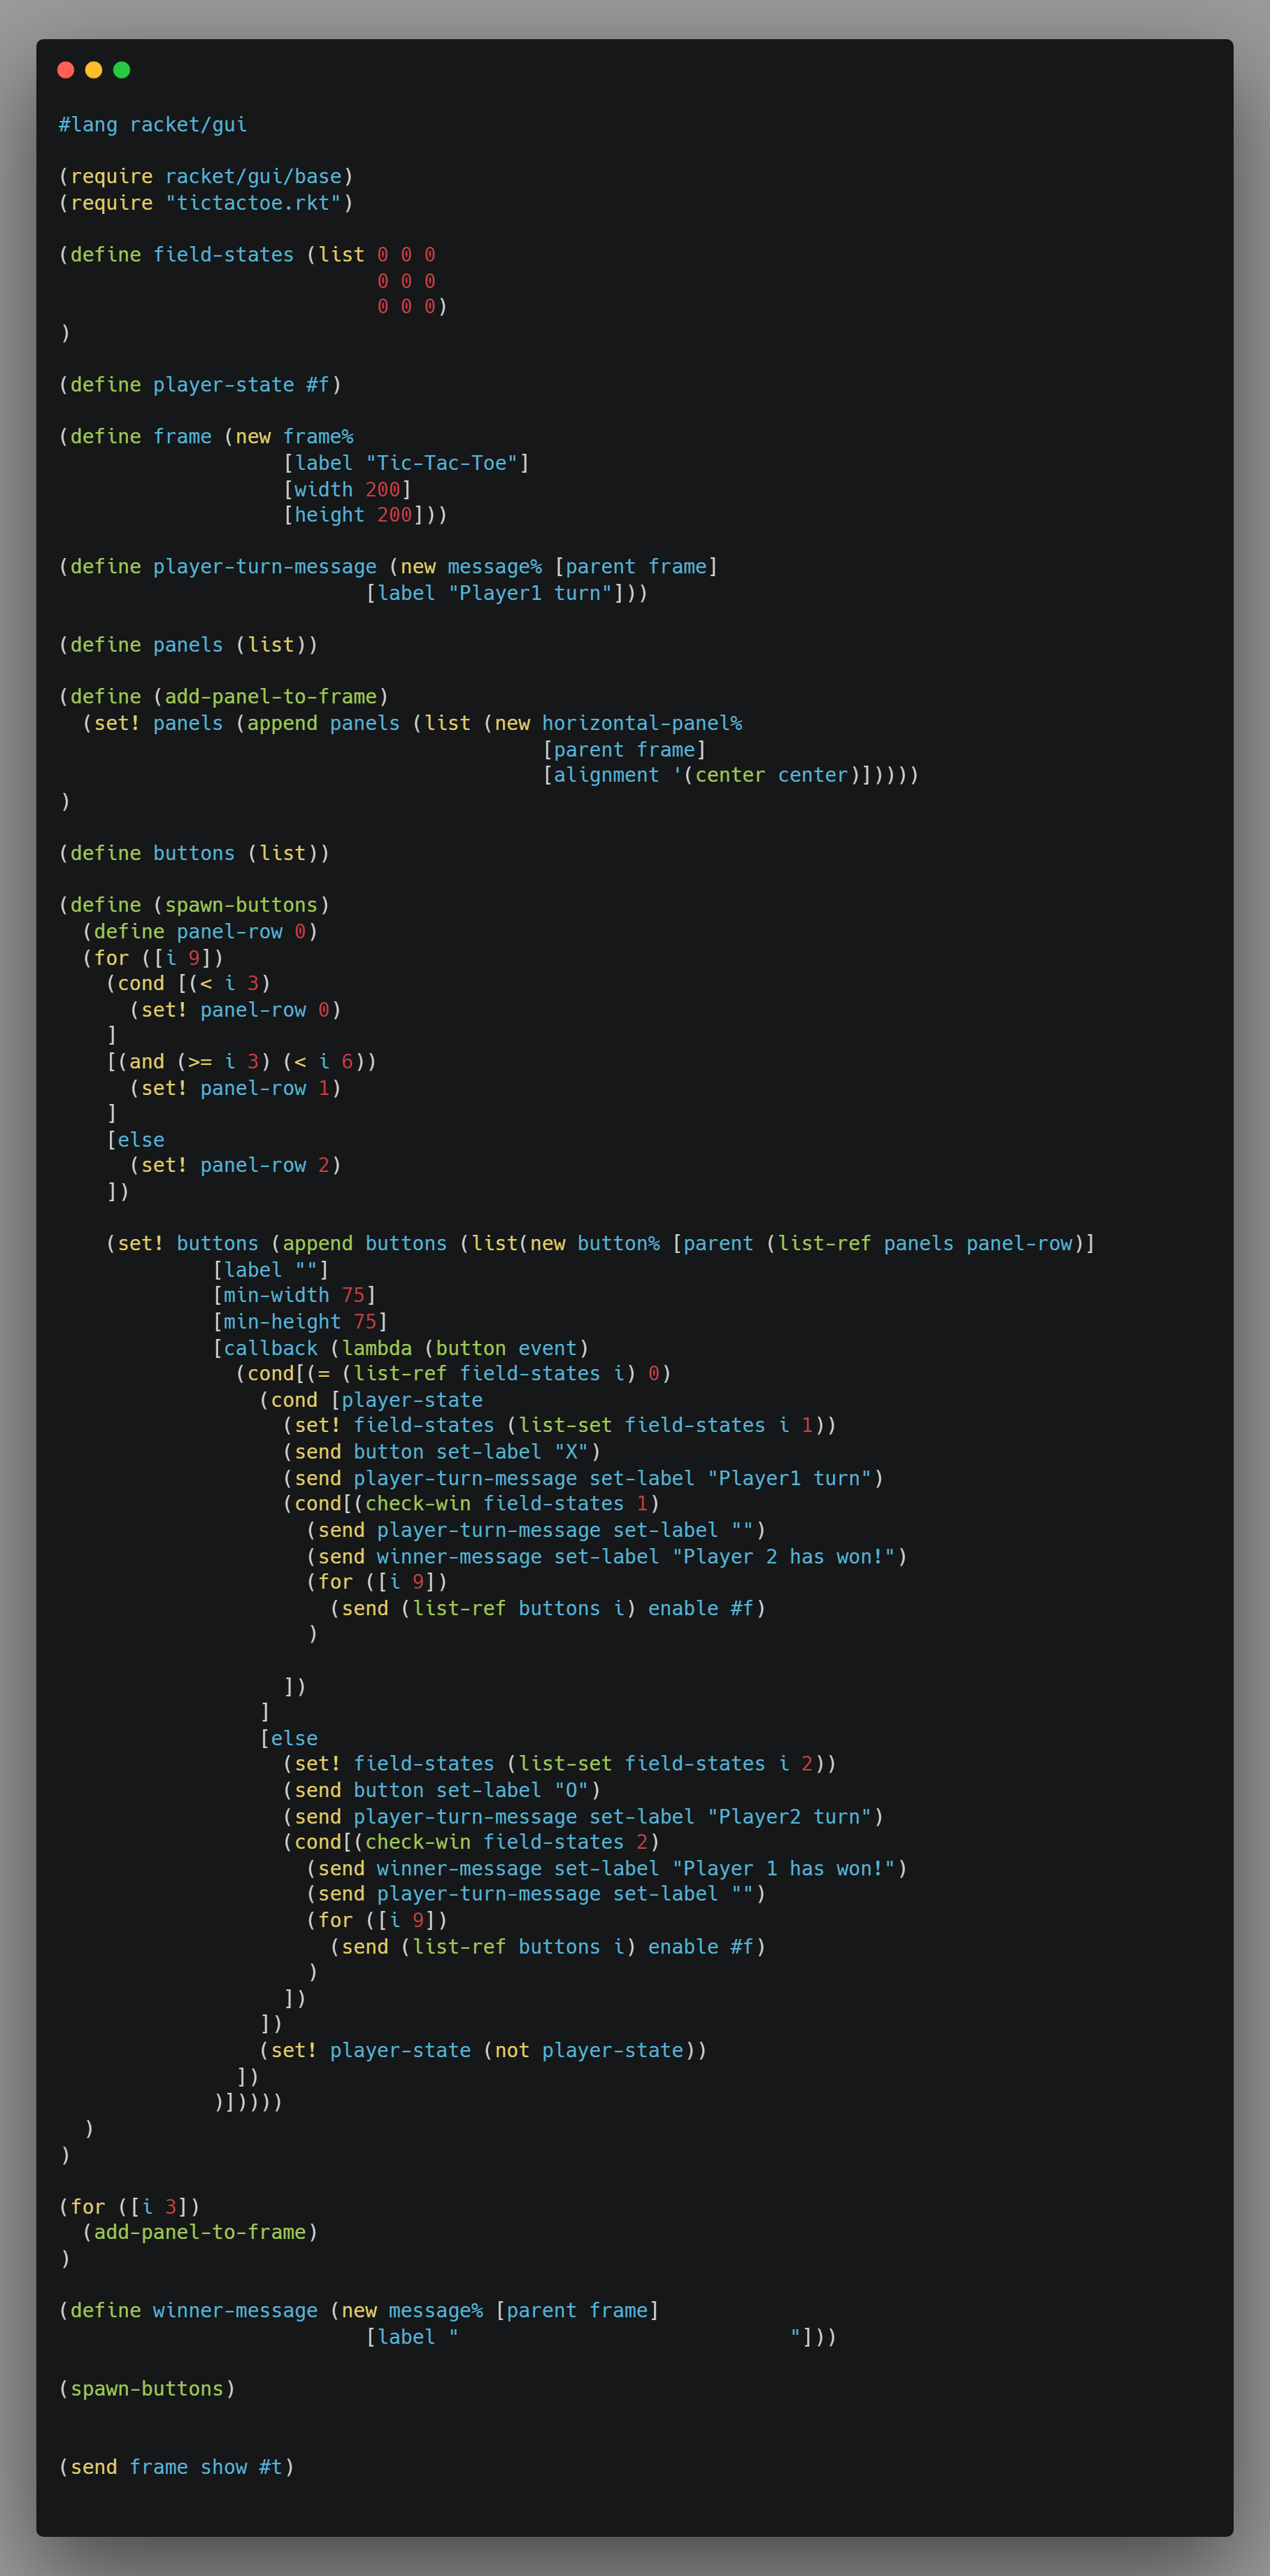 #lang racket/gui

(require racket/gui/base)
(require "tictactoe.rkt")

(define field-states (list 0 0 0
                           0 0 0
                           0 0 0)
)

(define player-state #f)

(define frame (new frame%
                   [label "Tic-Tac-Toe"]
                   [width 200]
                   [height 200]))

(define player-turn-message (new message% [parent frame]
                          [label "Player1 turn"]))

(define panels (list))

(define (add-panel-to-frame)
  (set! panels (append panels (list (new horizontal-panel%
                                         [parent frame]
                                         [alignment '(center center)]))))
)

(define buttons (list))

(define (spawn-buttons)
  (define panel-row 0)
  (for ([i 9])
    (cond [(< i 3)
      (set! panel-row 0)
    ]
    [(and (>= i 3) (< i 6))
      (set! panel-row 1)
    ]
    [else
      (set! panel-row 2)
    ])

    (set! buttons (append buttons (list(new button% [parent (list-ref panels panel-row)]
             [label ""]
             [min-width 75]
             [min-height 75]
             [callback (lambda (button event)
               (cond[(= (list-ref field-states i) 0)
                 (cond [player-state
                   (set! field-states (list-set field-states i 1))
                   (send button set-label "X")
                   (send player-turn-message set-label "Player1 turn")
                   (cond[(check-win field-states 1)
                     (send player-turn-message set-label "")
                     (send winner-message set-label "Player 2 has won!")
                     (for ([i 9])
                       (send (list-ref buttons i) enable #f)
                     )

                   ])
                 ]
                 [else
                   (set! field-states (list-set field-states i 2))
                   (send button set-label "O")
                   (send player-turn-message set-label "Player2 turn")
                   (cond[(check-win field-states 2)
                     (send winner-message set-label "Player 1 has won!")
                     (send player-turn-message set-label "")
                     (for ([i 9])
                       (send (list-ref buttons i) enable #f)
                     )
                   ])
                 ])
                 (set! player-state (not player-state))
               ])
             )]))))
  )
)

(for ([i 3])
  (add-panel-to-frame)
)

(define winner-message (new message% [parent frame]
                          [label "                            "]))

(spawn-buttons)


(send frame show #t)